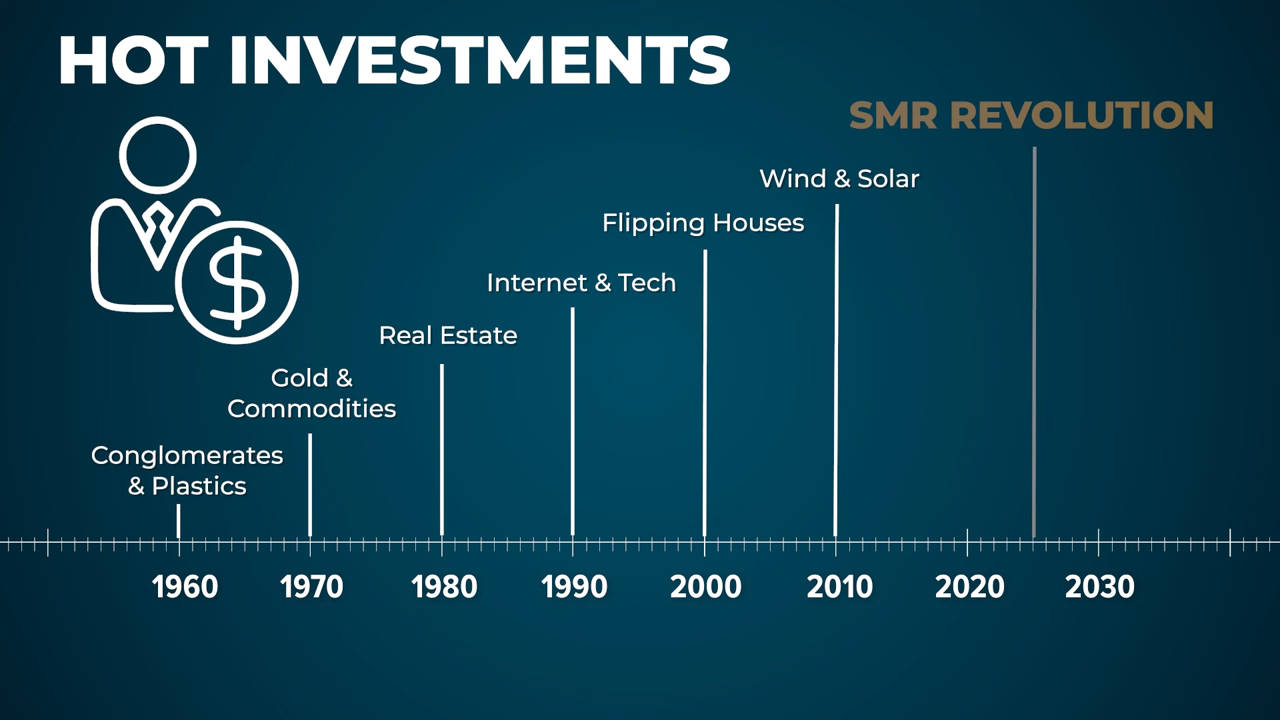 HOT INVESTMENTS
SMR REVOLUTION
Wind & Solar
Flipping Houses
Internet & Tech
Real Estate
Gold &
Commodities
Conglomerates
& Plastics
$
1960 1970 1980 1990 2000 2010 2020 2030